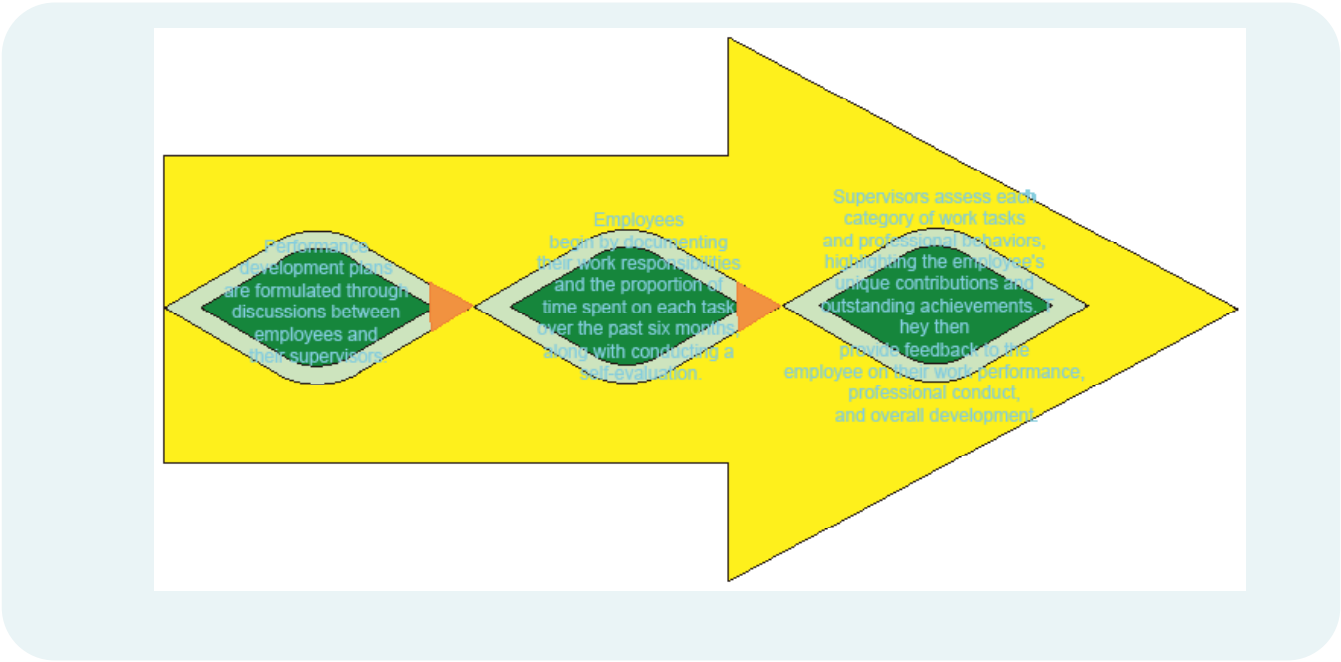 Performance
development plans
are formulated through
discussions between
employees and
their supervisors.
Employees
begin by documenting
their work responsibilities
and the proportion of
time spent on each task
over the past six months,
along with conducting a
self-evaluation.
Supervisors assess each
category of work tasks
and professional behaviors,
highlighting the employee's
unique contributions and
outstanding achievements. T
hey then
provide feedback to the
employee on their work performance,
professional conduct,
and overall development.